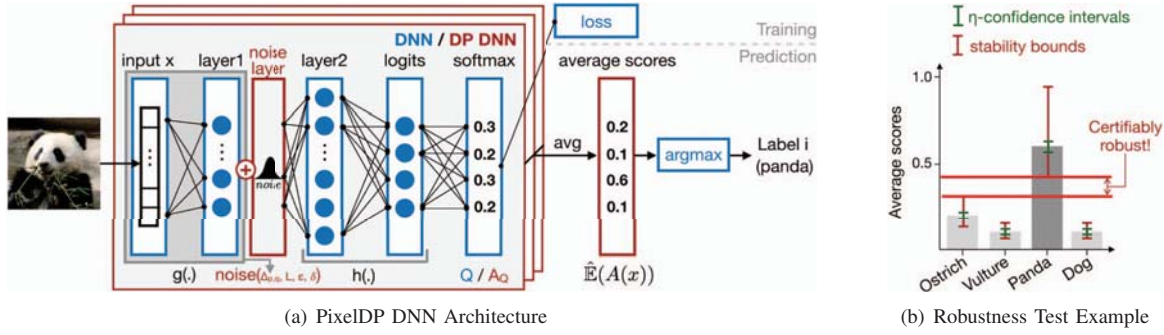 DNN / DP DNN
input x
layer1
noise
layer
layer2
logits
softmax
0.3
0.2
0.3
0.2
noise
g(.)
noise(Δp,q, L, ε, δ)
h(.)
Q / AQ
loss
Training
Prediction
average scores
0.2
0.1
0.6
0.1
avg
argmax
Label i
(panda)
Ê(A(x))
(a) PixelDP DNN Architecture
η-confidence intervals
stability bounds
Average scores
1.0
0.5
Certifiably
robust!
Ostrich
Vulture
Panda
Dog
(b) Robustness Test Example